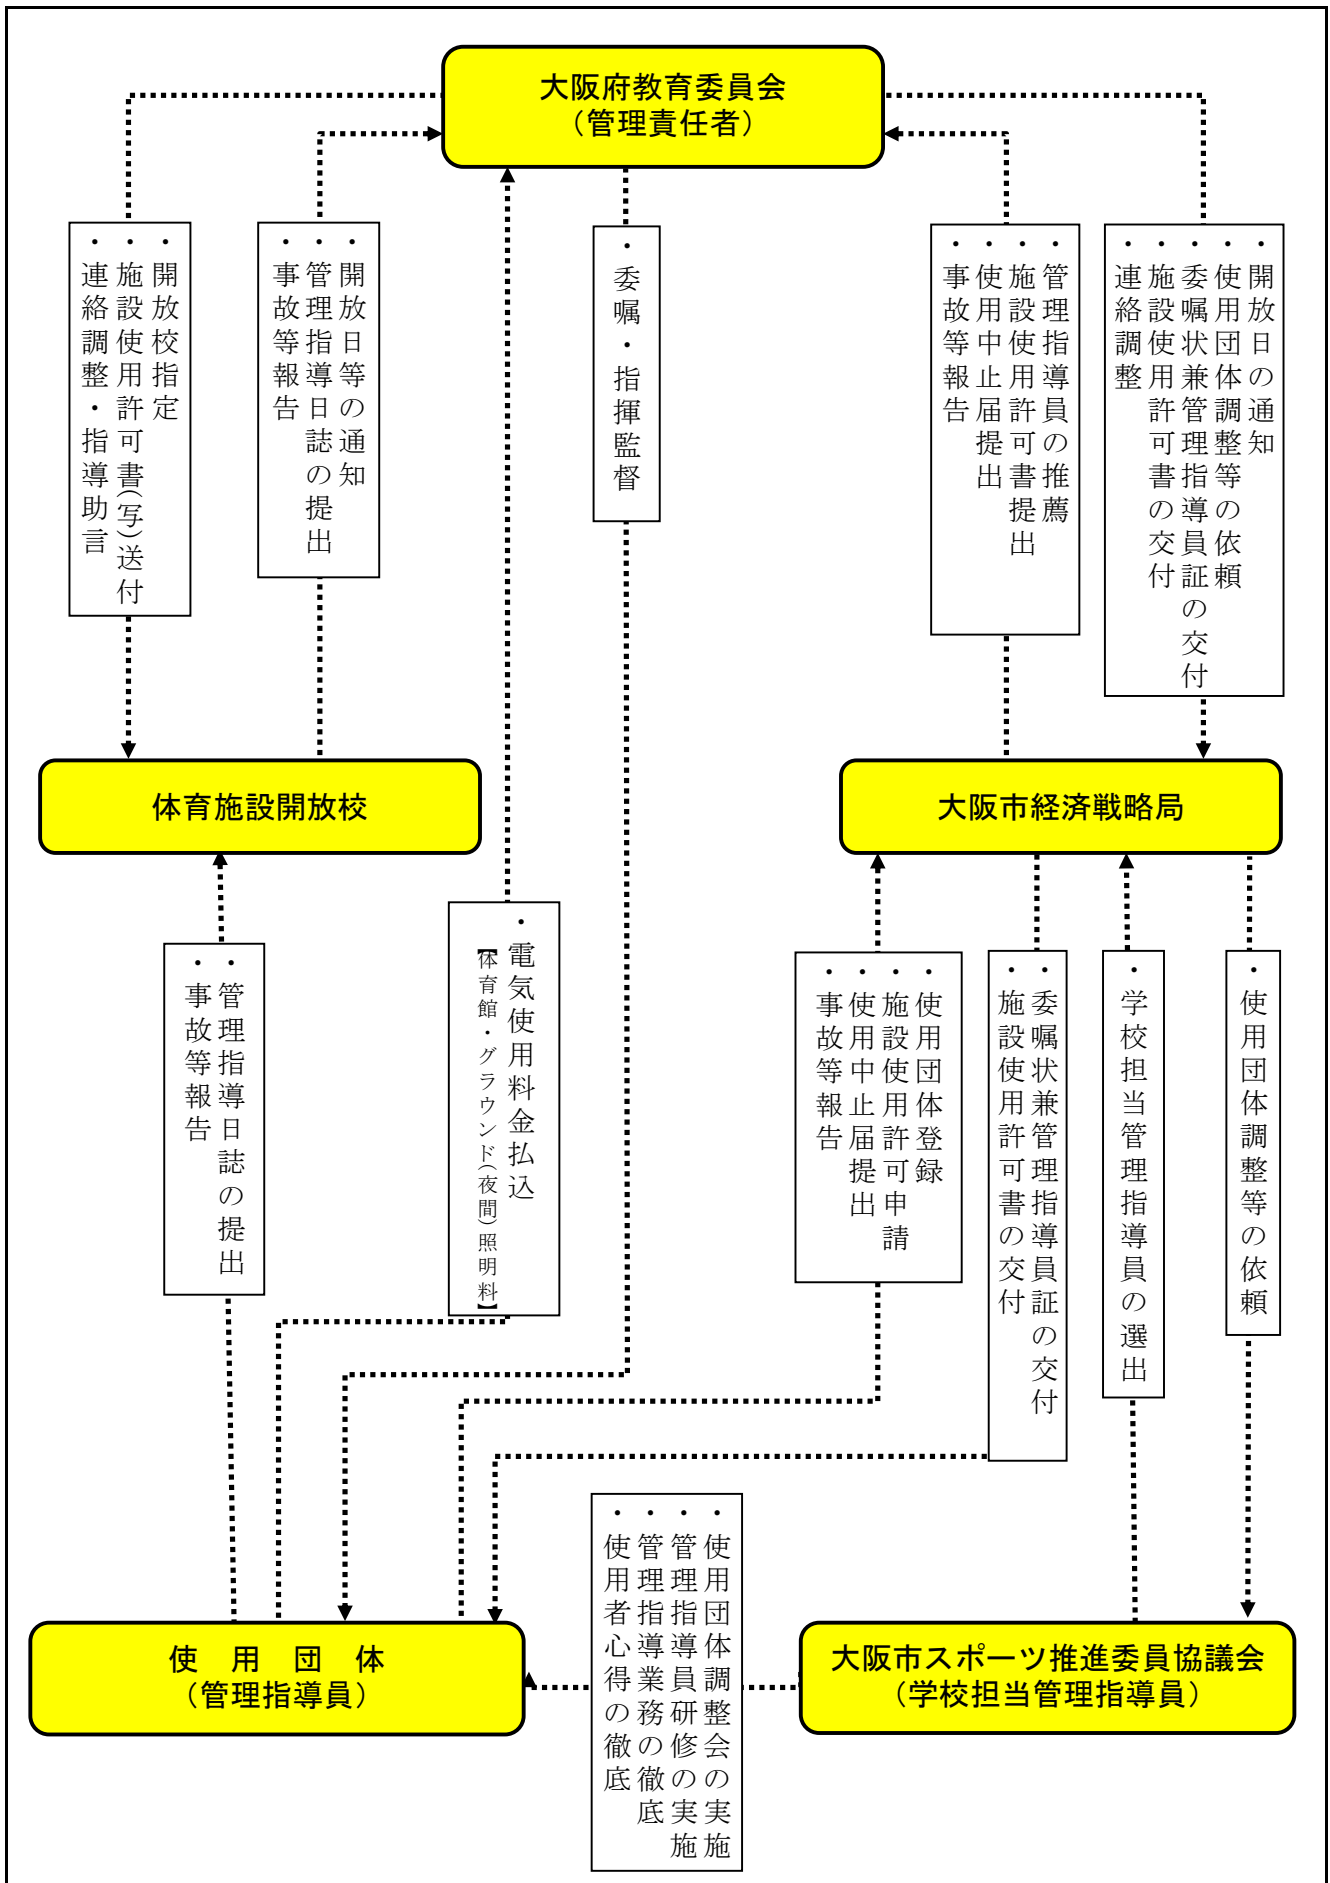 大阪府教育委員会
（管理責任者）
・開放校指定
・施設使用許可書(写)送付
・連絡調整・指導助言
・開放日等の通知
・管理指導日誌の提出
・事故等報告
・委嘱・指揮監督
・管理指導員の推薦
・施設使用許可書提出
・使用中止届提出
・事故等報告
・開放日の通知
・使用団体調整等の依頼
・委嘱状兼管理指導員証の交付
・施設使用許可書の交付
・連絡調整
体育施設開放校
大阪市経済戦略局
・管理指導日誌の提出
・事故等報告
・電気使用料金払込
【体育館・グラウンド(夜間)照明料】
・使用団体登録
・施設使用許可申請
・使用中止届提出
・事故等報告
・委嘱状兼管理指導員証の交付
・施設使用許可書の交付
・学校担当管理指導員の選出
・使用団体調整等の依頼
・使用団体調整会の実施
・管理指導員研修の実施
・管理指導業務の徹底
・使用者心得の徹底
使　用　団　体
（管理指導員）
大阪市スポーツ推進委員協議会
（学校担当管理指導員）